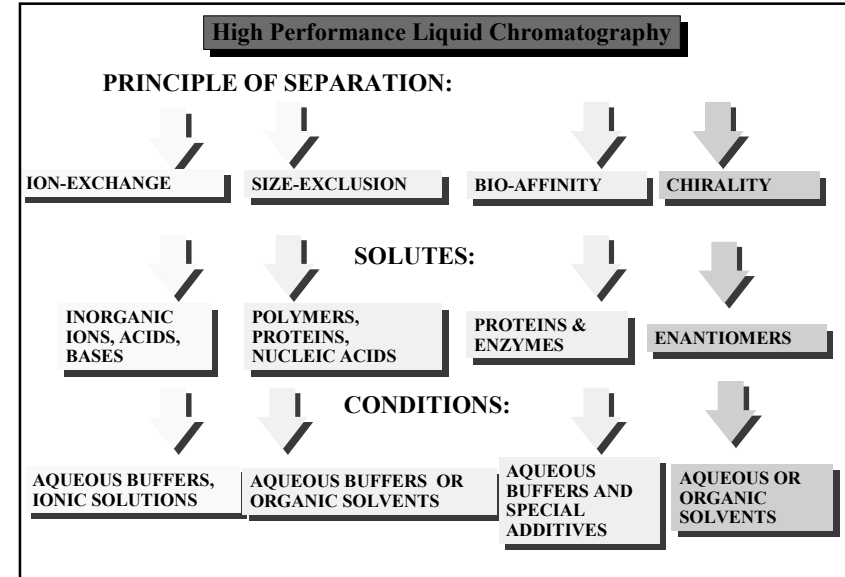 High Performance Liquid Chromatography
PRINCIPLE OF SEPARATION:
ION-EXCHANGE
SIZE-EXCLUSION
BIO-AFFINITY
CHIRALITY
SOLUTES:
INORGANIC
IONS, ACIDS,
BASES
POLYMERS,
PROTEINS,
NUCLEIC ACIDS
PROTEINS &
ENZYMES
ENANTIOMERS
CONDITIONS:
AQUEOUS BUFFERS,
IONIC SOLUTIONS
AQUEOUS BUFFERS OR
ORGANIC SOLVENTS
AQUEOUS
BUFFERS AND
SPECIAL
ADDITIVES
AQUEOUS OR
ORGANIC
SOLVENTS